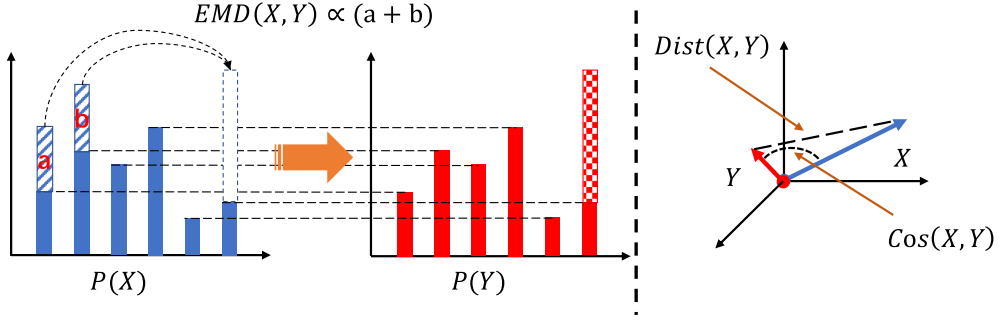 EMD(X,Y) ∝ (a + b)
b
a
P(X)
P(Y)
Dist(X,Y)
X
Y
Cos(X,Y)